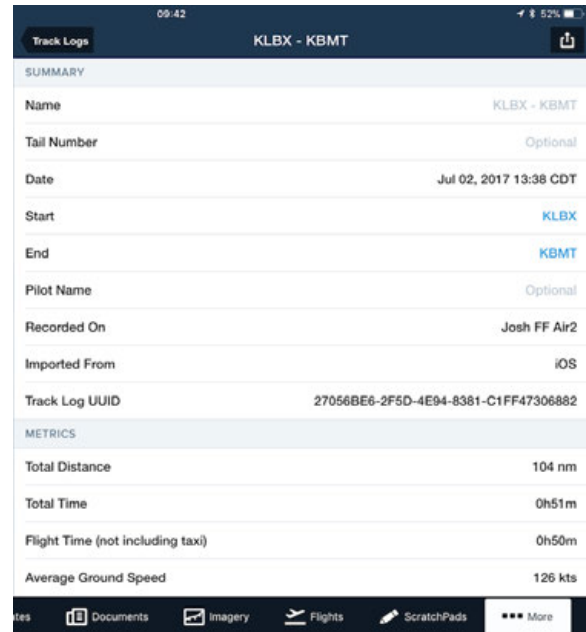 09:42 52%
Track Logs KLBX - KBMT
SUMMARY
Name KLBX - KBMT
Tail Number Optional
Date Jul 02, 2017 13:38 CDT
Start KLBX
End KBMT
Pilot Name Optional
Recorded On Josh FF Air2
Imported From iOS
Track Log UUID 27056BE6-2F5D-4E94-8381-C1FF47306882
METRICS
Total Distance 104 nm
Total Time 0h51m
Flight Time (not including taxi) 0h50m
Average Ground Speed 126 kts
tes Documents Imagery Flights ScratchPads More